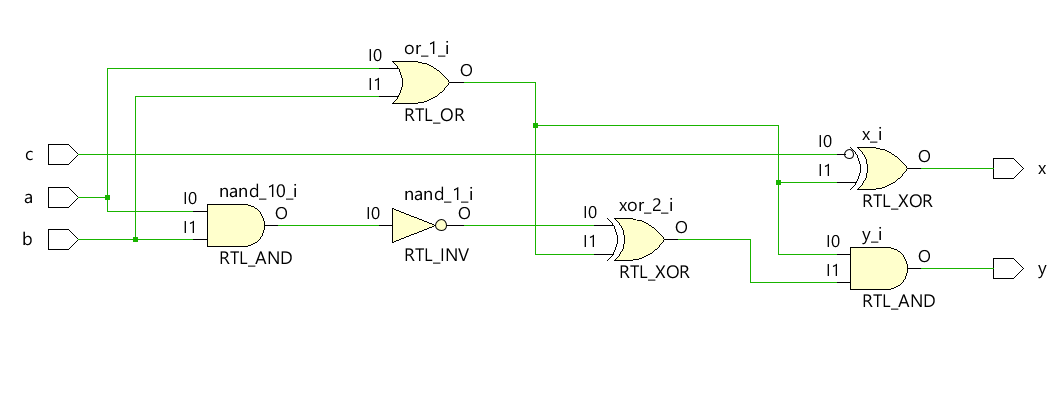 or_1_i
I0
O
I1
RTL_OR
c
x_i
I0
O
I1
x
RTL_XOR
a
nand_10_i
nand_1_i
xor_2_i
I0
O
I0
O
I0
O
I1
I1
b
RTL_AND
RTL_INV
RTL_XOR
y_i
I0
O
I1
y
RTL_AND